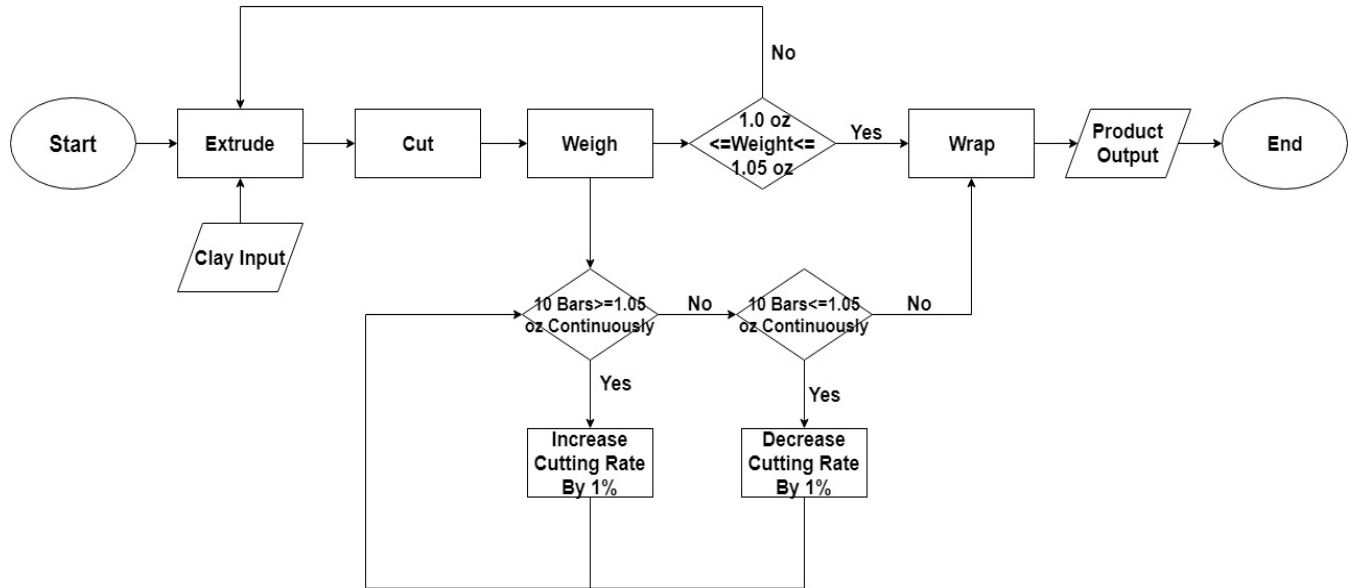 No
Start
Extrude
Cut
Weigh
1.0 oz
<=Weight<=
1.05 oz
Yes
Wrap
Product
Output
End
Clay Input
10 Bars>=1.05
oz Continuously
No
10 Bars<=1.05
oz Continuously
No
Yes
Yes
Increase
Cutting Rate
By 1%
Decrease
Cutting Rate
By 1%